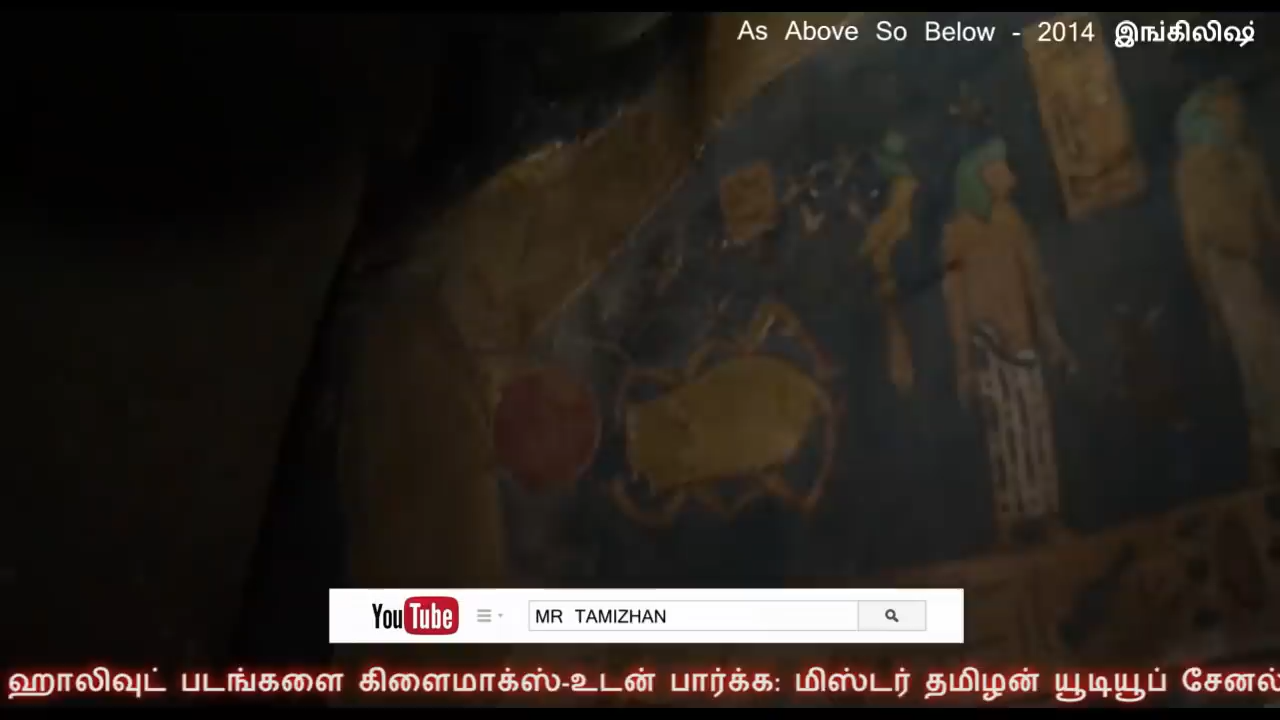 As Above So Below - 2014 இங்கிலிஷ்
YouTube
MR TAMIZHAN
ஹாலிவுட் படங்களை கிளைமாக்ஸ்-உடன் பார்க்க: மிஸ்டர் தமிழன் யூடியூப் சேனல்